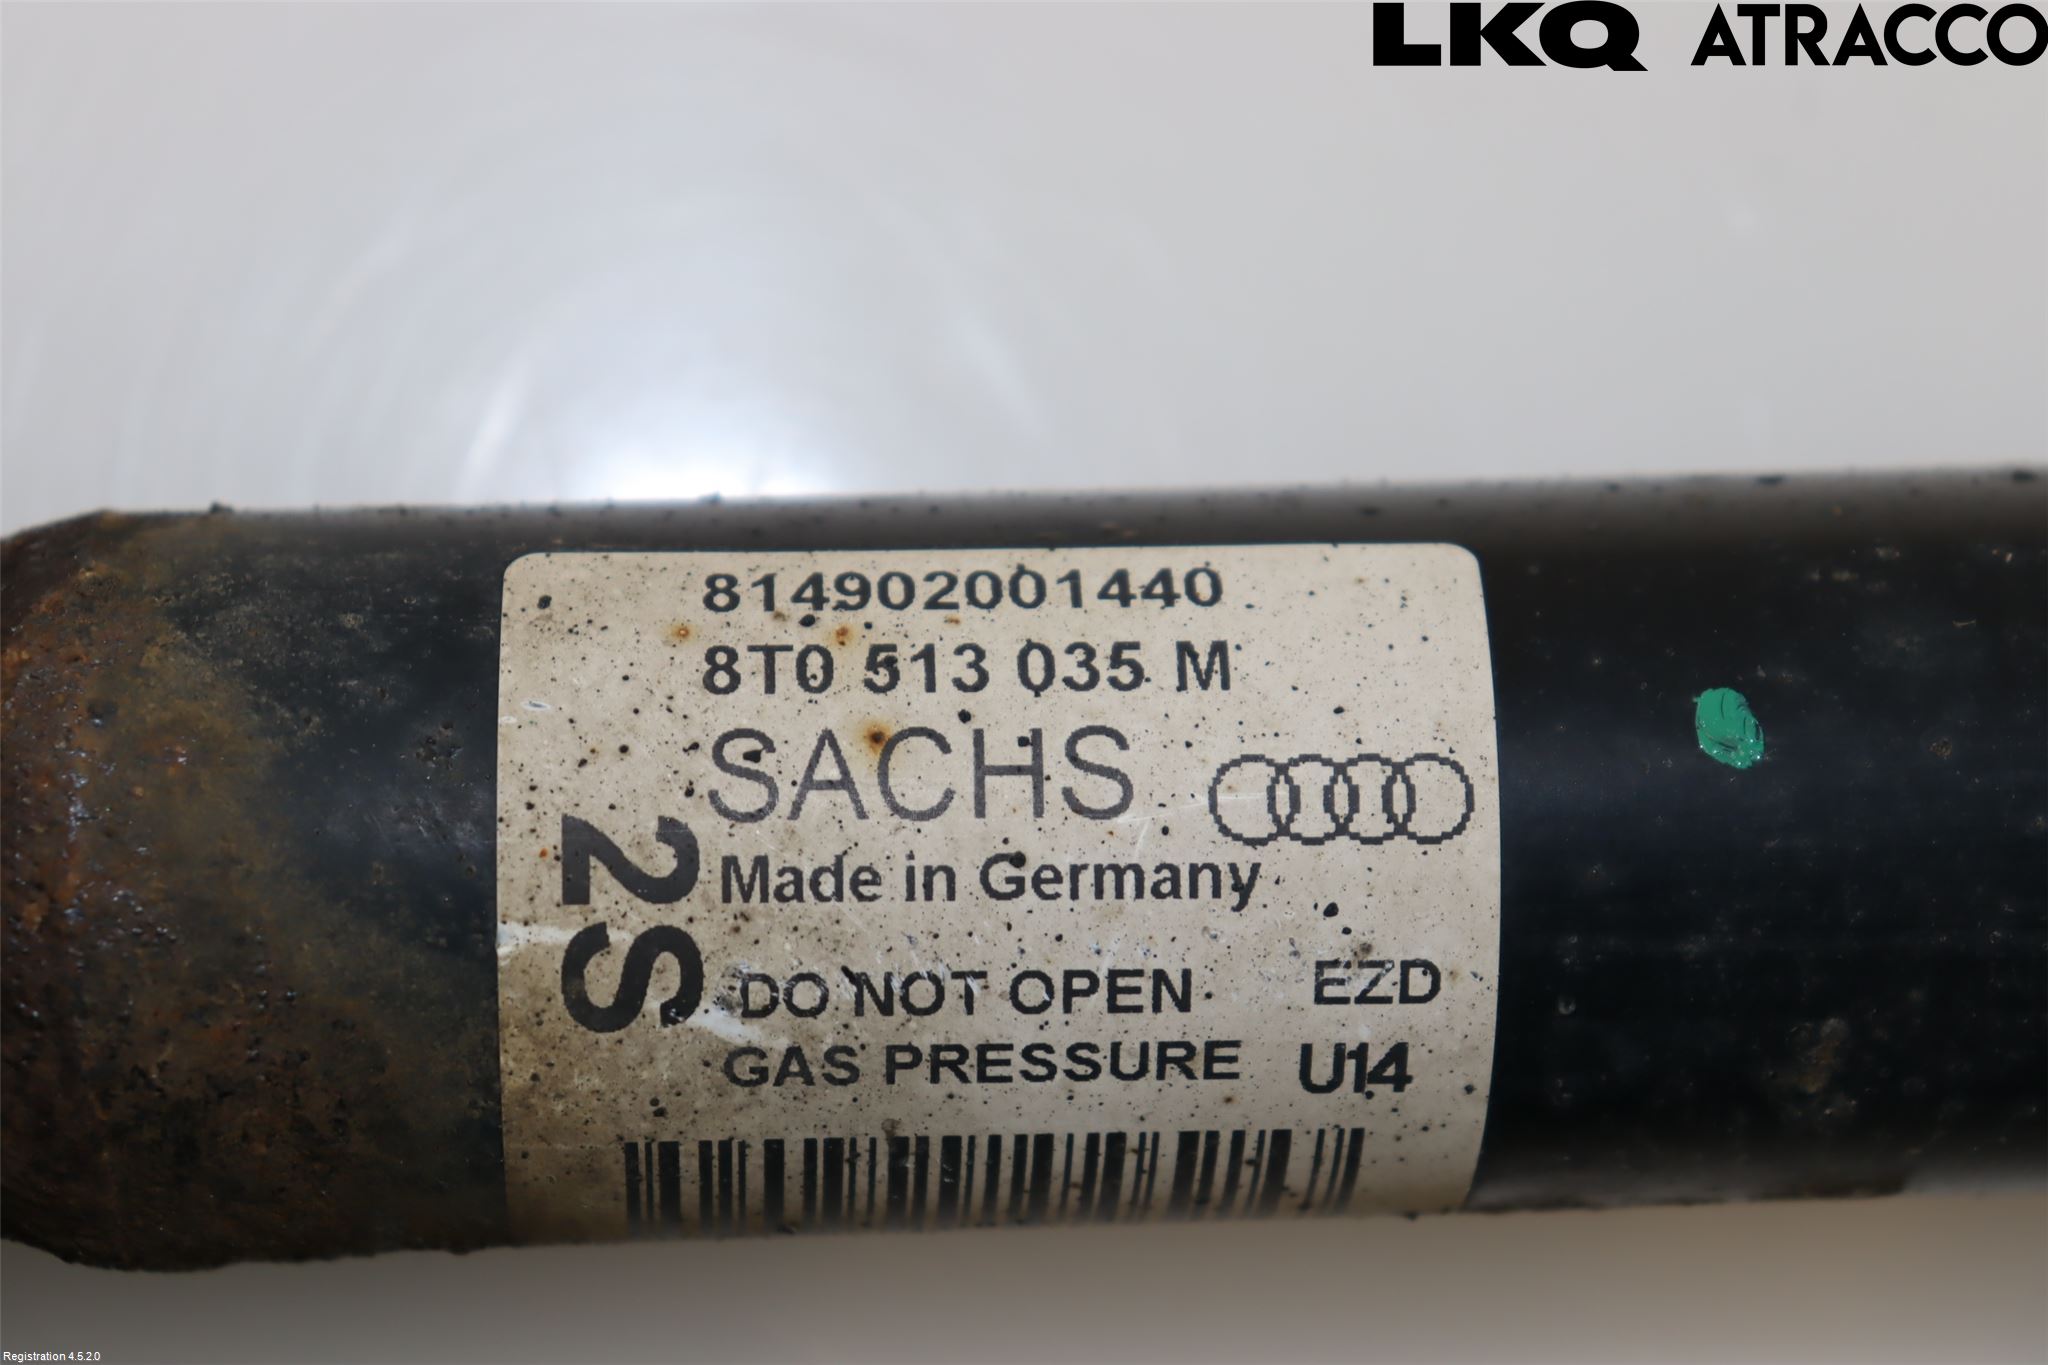 LKQ ATRACCO
814902001440
8T0 513 035 M
SACHS
Made in Germany
2S
DO NOT OPEN EZD
GAS PRESSURE U14
Registration 4.5.2.0